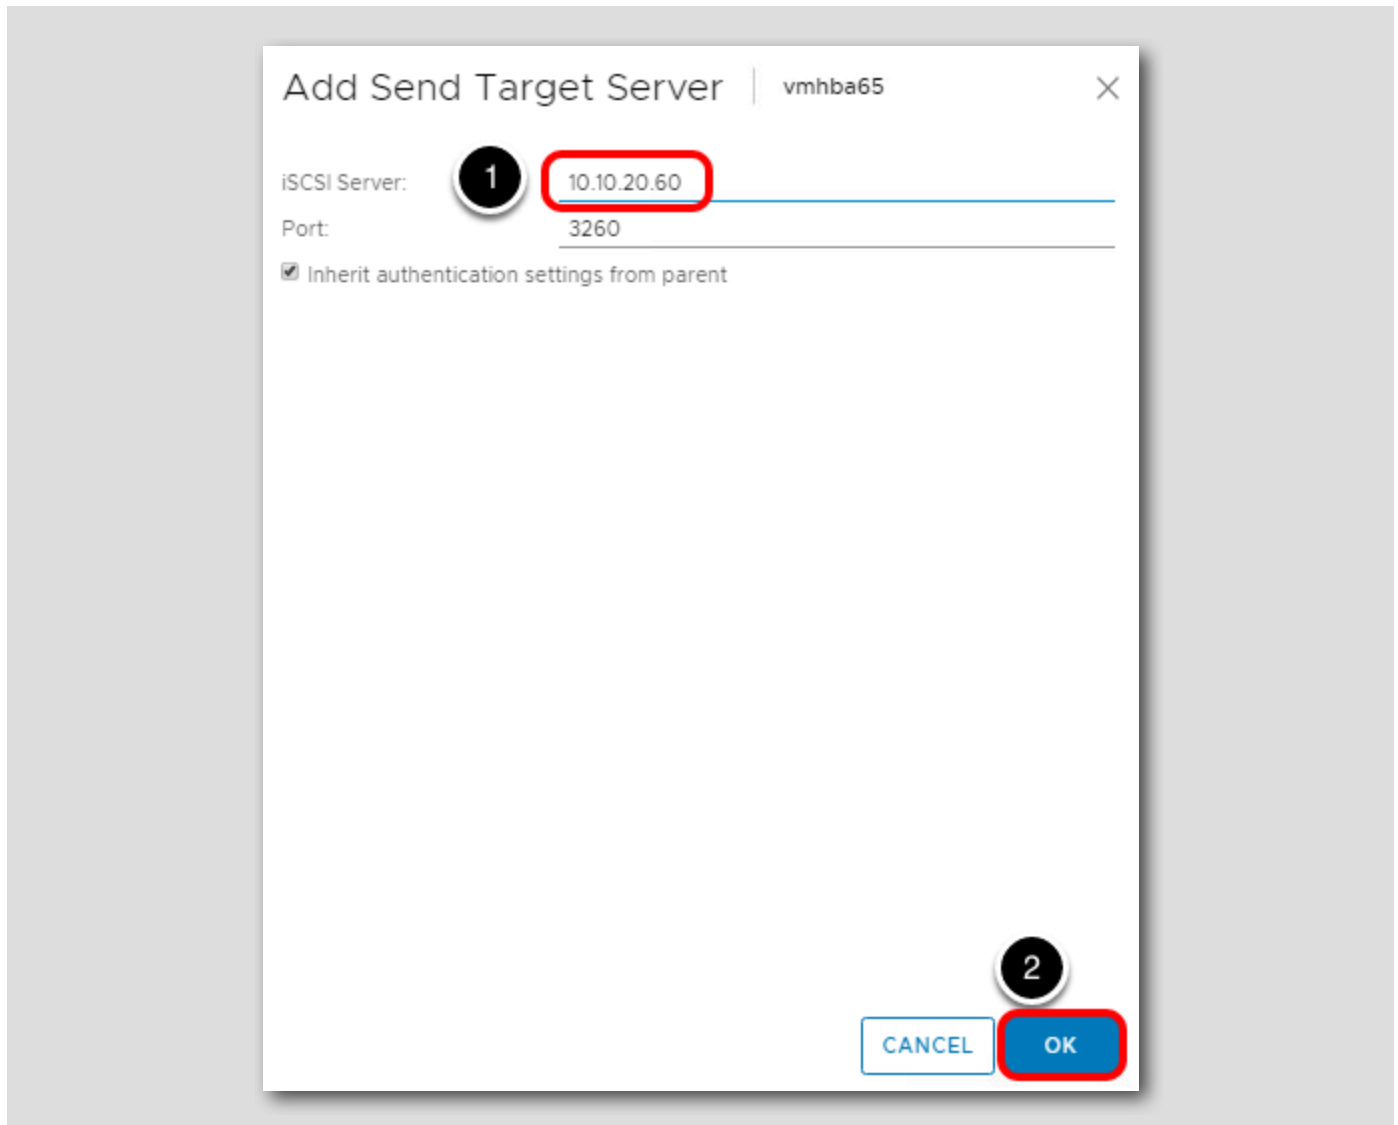 Add Send Target Server vmhba65
iSCSI Server: 1 10.10.20.60
Port: 3260
Inherit authentication settings from parent
2
CANCEL OK